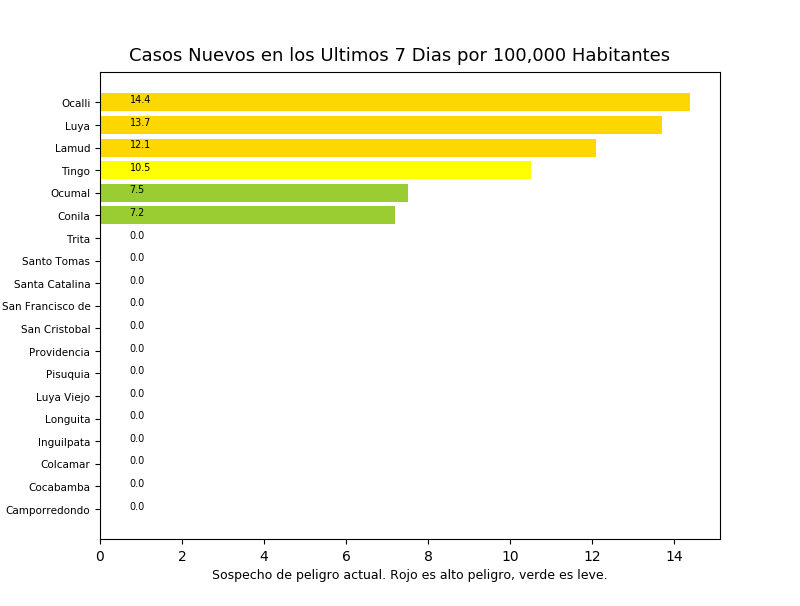 Casos Nuevos en los Ultimos 7 Dias por 100,000 Habitantes
Ocalli 14.4
Luya 13.7
Lamud 12.1
Tingo 10.5
Ocumal 7.5
Conila 7.2
Trita 0.0
Santo Tomas 0.0
Santa Catalina 0.0
San Francisco de 0.0
San Cristobal 0.0
Providencia 0.0
Pisuquia 0.0
Luya Viejo 0.0
Longuita 0.0
Inguilpata 0.0
Colcamar 0.0
Cocabamba 0.0
Camporredondo 0.0
0 2 4 6 8 10 12 14
Sospecho de peligro actual. Rojo es alto peligro, verde es leve.